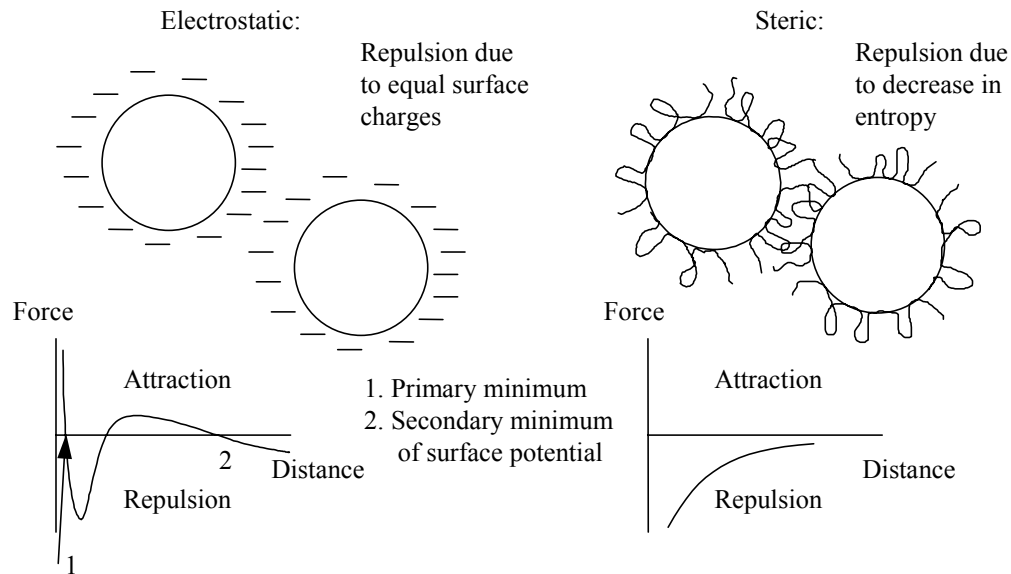 Electrostatic:
Repulsion due
to equal surface
charges
Steric:
Repulsion due
to decrease in
entropy
Force
Attraction
2
Distance
Repulsion
1
1. Primary minimum
2. Secondary minimum
of surface potential
Force
Attraction
Distance
Repulsion